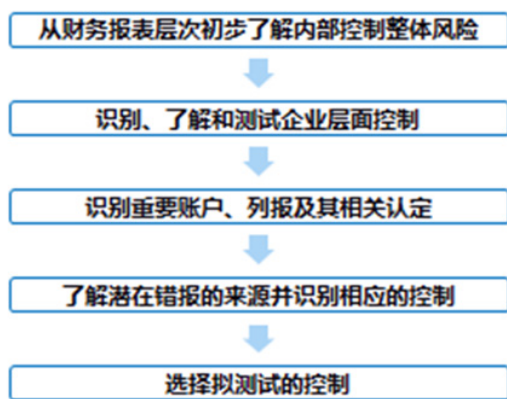 从财务报表层次初步了解内部控制整体风险
识别、了解和测试企业层面控制
识别重要账户、列报及其相关认定
了解潜在错报的来源并识别相应的控制
选择拟测试的控制